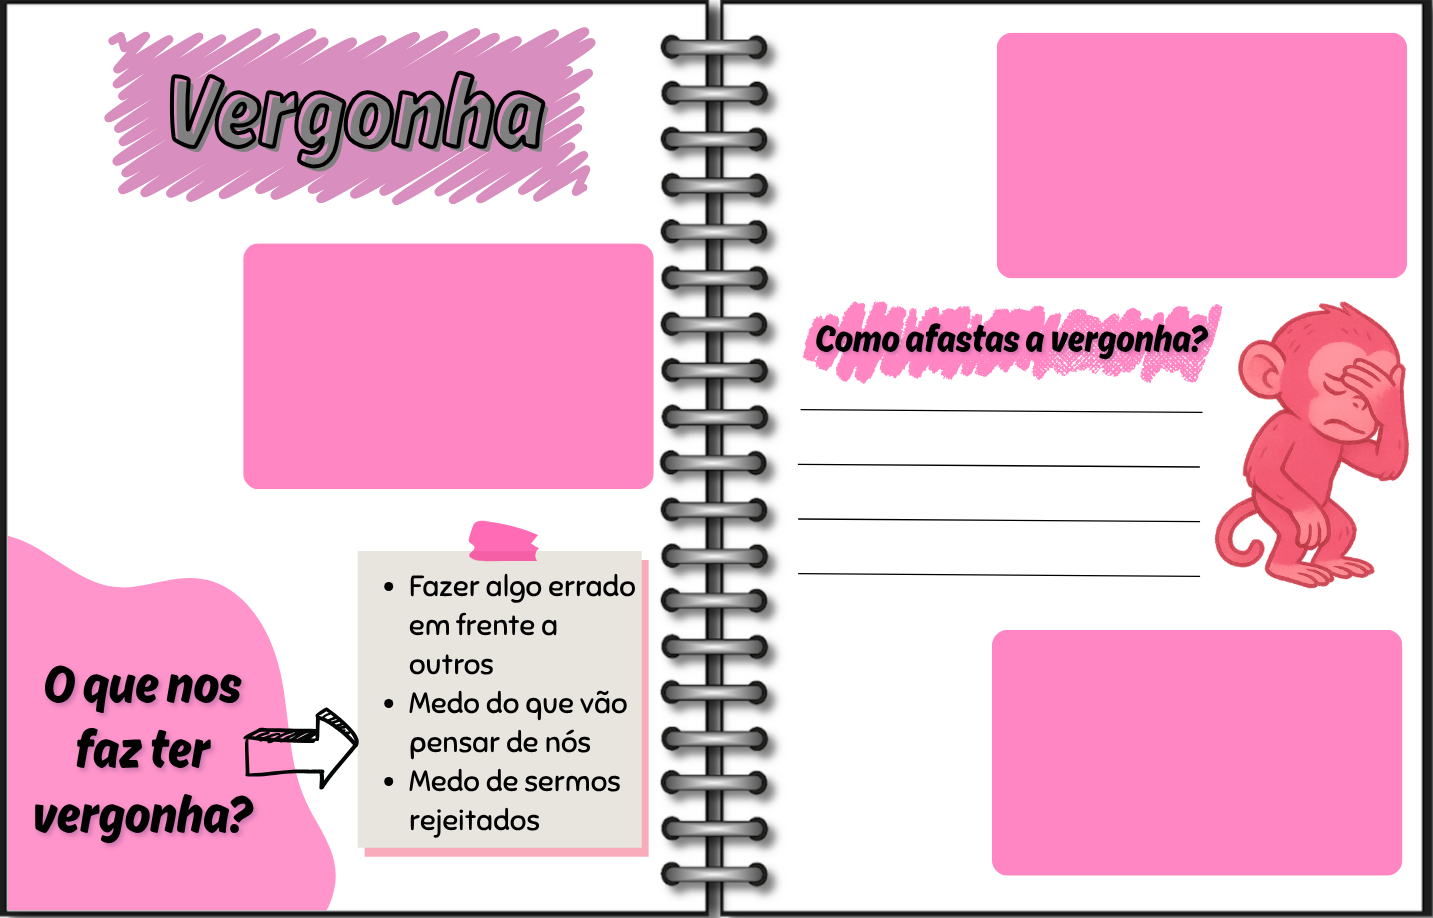 Vergonha
O que nos
faz ter
vergonha?
• Fazer algo errado
em frente a
outros
• Medo do que vão
pensar de nós
• Medo de sermos
rejeitados
Como afastas a vergonha?